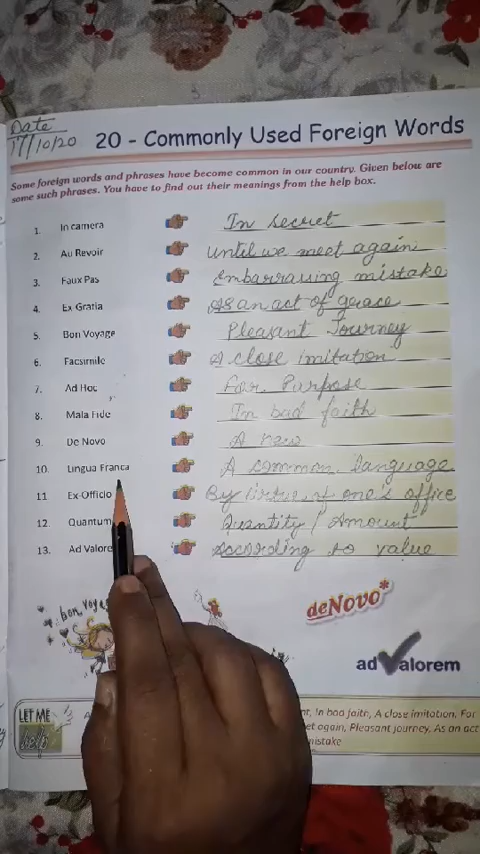 Date
17/10/20
20 - Commonly Used Foreign Words
Some foreign words and phrases have become common in our country. Given below are
some such phrases. You have to find out their meanings from the help box.
1. In camera In secret
2. Au Revoir Until we meet again
3. Faux Pas Embarrassing mistake
4. Ex-Gratia As an act of grace
5. Bon Voyage Pleasant Journey
6. Facsimile A close imitation
7. Ad Hoc For Purpose
8. Mala Fide In bad faith
9. De Novo A new
10. Lingua Franca A common language
11 Ex-Officio By virtue of one's office
12. Quantum Quantity / Amount
13. Ad Valore According to value
bon voyag
deNovo*
ad valorem
LET ME
help
In bad faith, A close imitation, For
et again, Pleasant journey, As an act
mistake